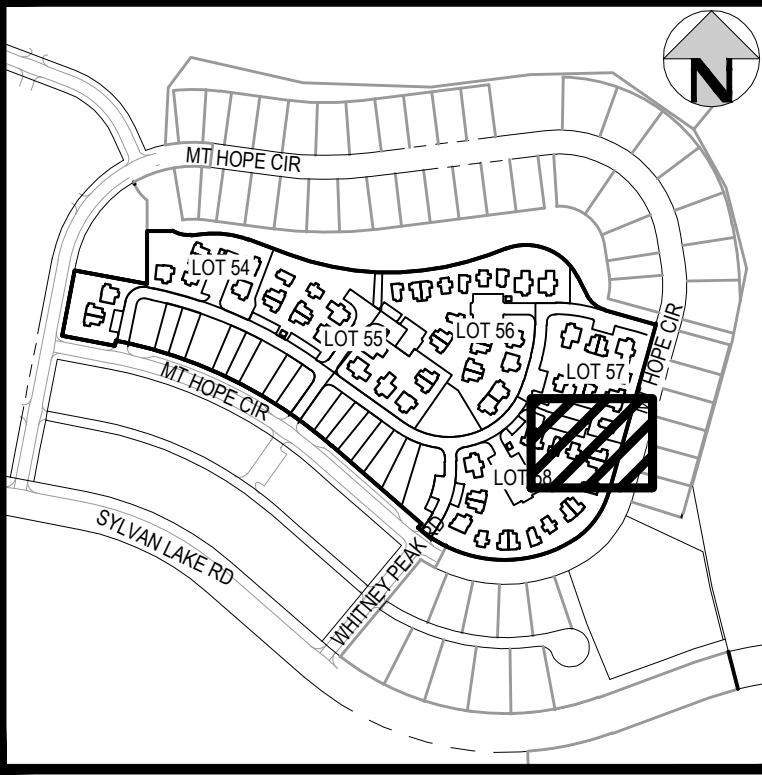 N
MT HOPE CIR
LOT 54
LOT 55
LOT 56
HOPE CIR
LOT 57
MT HOPE CIR
LOT 58
SYLVAN LAKE RD
WHITNEY PEAK RD